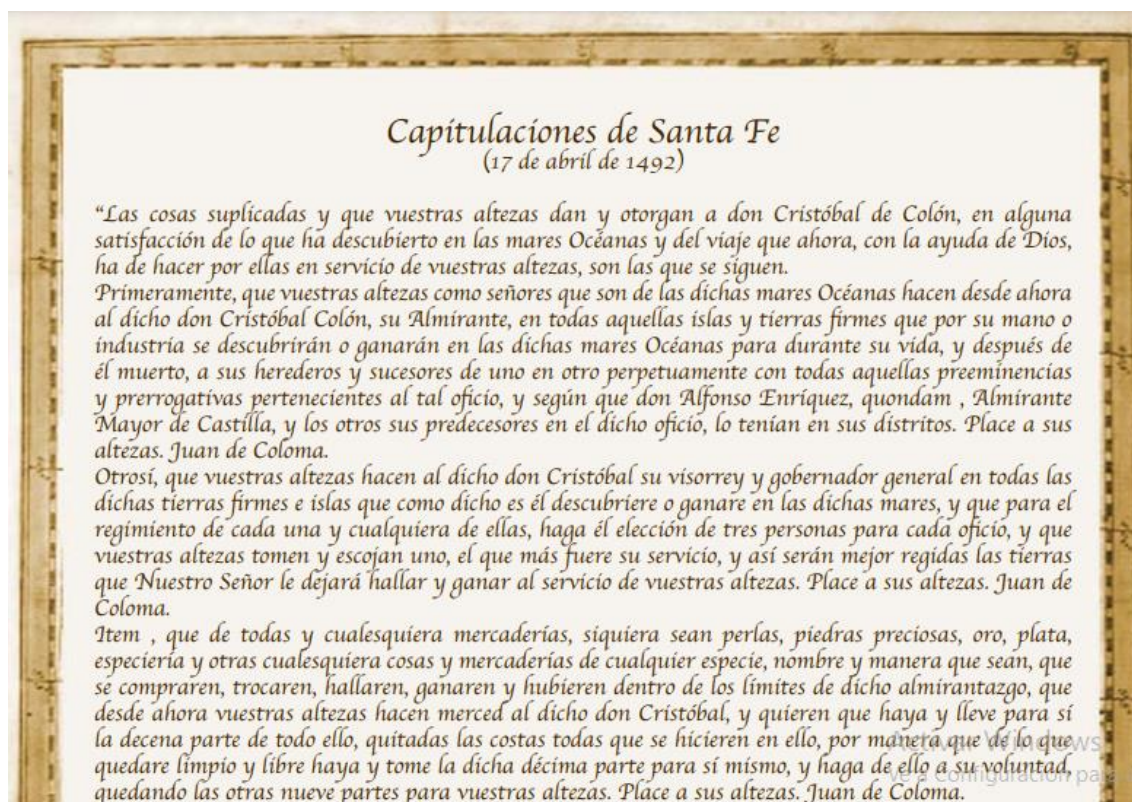 Capitulaciones de Santa Fe
(17 de abril de 1492)
“Las cosas suplicadas y que vuestras altezas dan y otorgan a don Cristóbal de Colón, en alguna
satisfacción de lo que ha descubierto en las mares Océanas y del viaje que ahora, con la ayuda de Dios,
ha de hacer por ellas en servicio de vuestras altezas, son las que se siguen.
Primeramente, que vuestras altezas como señores que son de las dichas mares Océanas hacen desde ahora
al dicho don Cristóbal Colón, su Almirante, en todas aquellas islas y tierras firmes que por su mano o
industria se descubrirán o ganarán en las dichas mares Océanas para durante su vida, y después de
él muerto, a sus herederos y sucesores de uno en otro perpetuamente con todas aquellas preeminencias
y prerrogativas pertenecientes al tal oficio, y según que don Alfonso Enríquez, quondam , Almirante
Mayor de Castilla, y los otros sus predecesores en el dicho oficio, lo tenían en sus distritos. Place a sus
altezas. Juan de Coloma.
Otrosí, que vuestras altezas hacen al dicho don Cristóbal su visorrey y gobernador general en todas las
dichas tierras firmes e islas que como dicho es él descubriere o ganare en las dichas mares, y que para el
regimiento de cada una y cualquiera de ellas, haga él elección de tres personas para cada oficio, y que
vuestras altezas tomen y escojan uno, el que más fuere su servicio, y así serán mejor regidas las tierras
que Nuestro Señor le dejará hallar y ganar al servicio de vuestras altezas. Place a sus altezas. Juan de
Coloma.
Item , que de todas y cualesquiera mercaderías, siquiera sean perlas, piedras preciosas, oro, plata,
especiería y otras cualesquiera cosas y mercaderías de cualquier especie, nombre y manera que sean, que
se compraren, trocaren, hallaren, ganaren y hubieren dentro de los límites de dicho almirantazgo, que
desde ahora vuestras altezas hacen merced al dicho don Cristóbal, y quieren que haya y lleve para sí
la decena parte de todo ello, quitadas las costas todas que se hicieren en ello, por manera que de lo que
quedare limpio y libre haya y tome la dicha décima parte para sí mismo, y haga de ello a su voluntad,
quedando las otras nueve partes para vuestras altezas. Place a sus altezas. Juan de Coloma.
Activar Windows
Ve a Configuración para